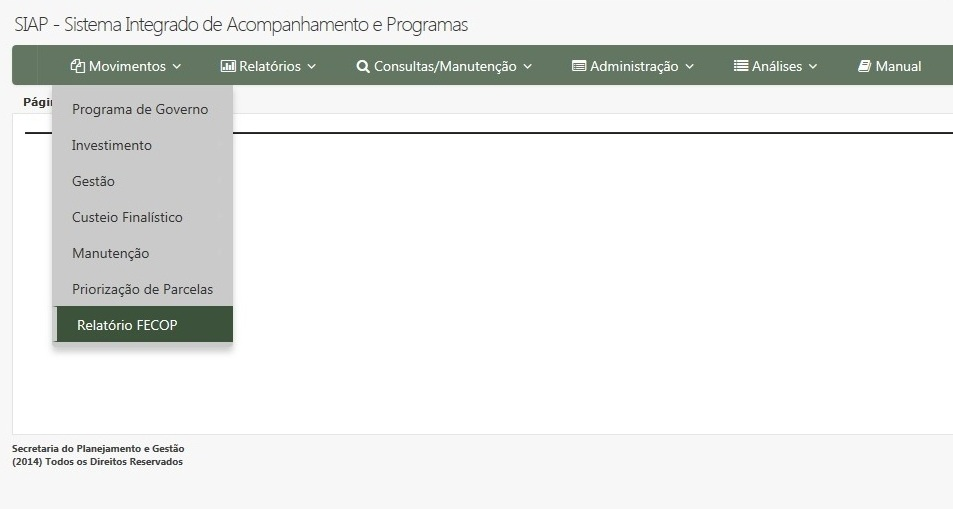 SIAP - Sistema Integrado de Acompanhamento e Programas
Movimentos Relatórios Consultas/Manutenção Administração Análises Manual
Pági
Programa de Governo
Investimento
Gestão
Custeio Finalístico
Manutenção
Priorização de Parcelas
Relatório FECOP
Secretaria do Planejamento e Gestão
(2014) Todos os Direitos Reservados